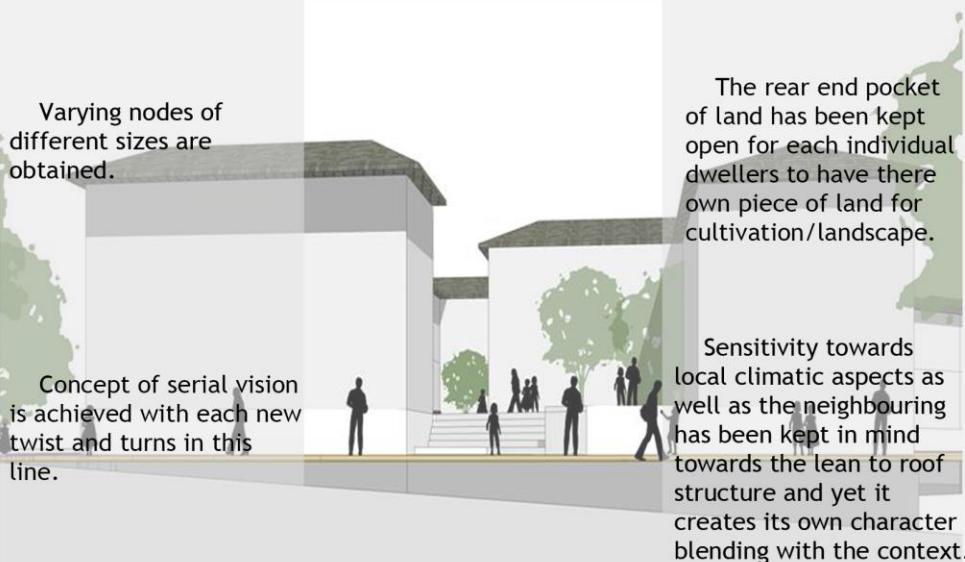 Varying nodes of
different sizes are
obtained.
Concept of serial vision
is achieved with each new
twist and turns in this
line.
The rear end pocket
of land has been kept
open for each individual
dwellers to have there
own piece of land for
cultivation/landscape.
Sensitivity towards
local climatic aspects as
well as the neighbouring
has been kept in mind
towards the lean to roof
structure and yet it
creates its own character
blending with the context.